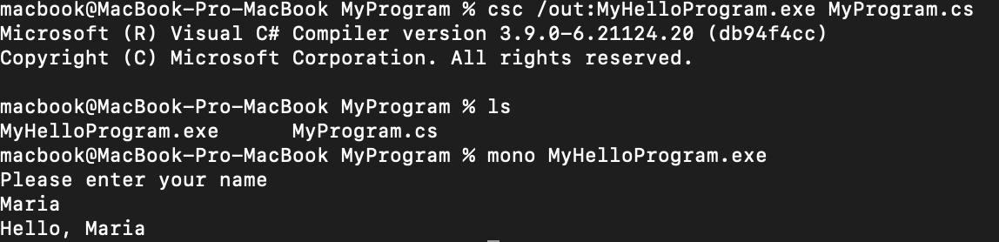 macbook@MacBook-Pro-MacBook MyProgram % csc /out:MyHelloProgram.exe MyProgram.cs
Microsoft (R) Visual C# Compiler version 3.9.0-6.21124.20 (db94f4cc)
Copyright (C) Microsoft Corporation. All rights reserved.

macbook@MacBook-Pro-MacBook MyProgram % ls
MyHelloProgram.exe      MyProgram.cs
macbook@MacBook-Pro-MacBook MyProgram % mono MyHelloProgram.exe
Please enter your name
Maria
Hello, Maria